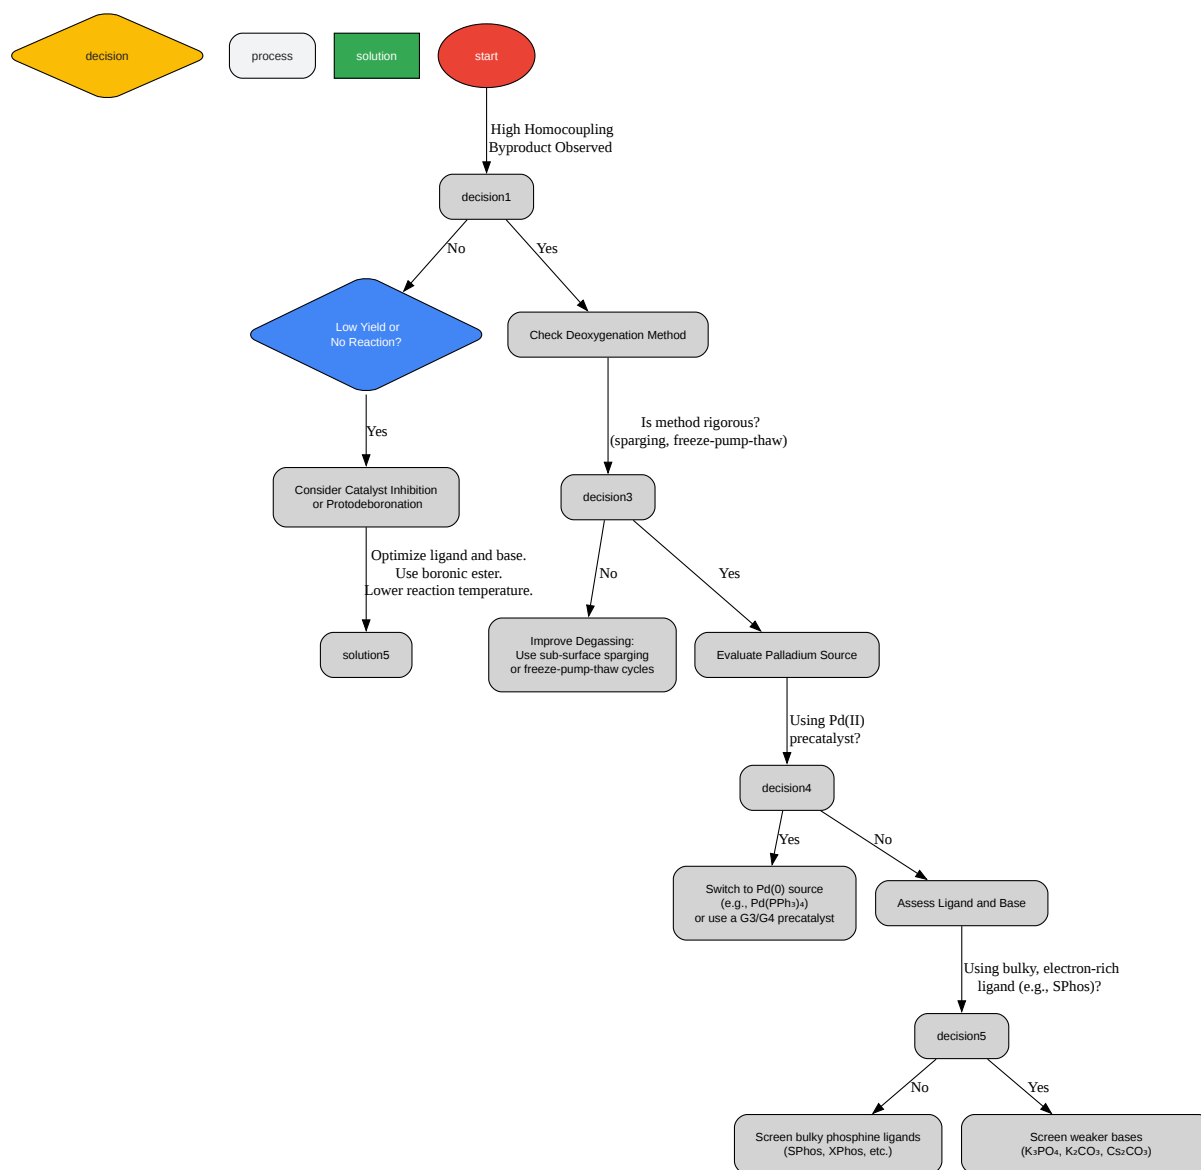 decision
process
solution
start
High Homocoupling
Byproduct Observed
decision1
No
Yes
Low Yield or
No Reaction?
Check Deoxygenation Method
Yes
Is method rigorous?
(sparging, freeze-pump-thaw)
Consider Catalyst Inhibition
or Protodeboronation
decision3
Optimize ligand and base.
Use boronic ester.
Lower reaction temperature.
No
Yes
solution5
Improve Degassing:
Use sub-surface sparging
or freeze-pump-thaw cycles
Evaluate Palladium Source
Using Pd(II)
precatalyst?
decision4
Yes
No
Switch to Pd(0) source
(e.g., Pd(PPh₃)₄)
or use a G3/G4 precatalyst
Assess Ligand and Base
Using bulky, electron-rich
ligand (e.g., SPhos)?
decision5
No
Yes
Screen bulky phosphine ligands
(SPhos, XPhos, etc.)
Screen weaker bases
(K₃PO₄, K₂CO₃, Cs₂CO₃)